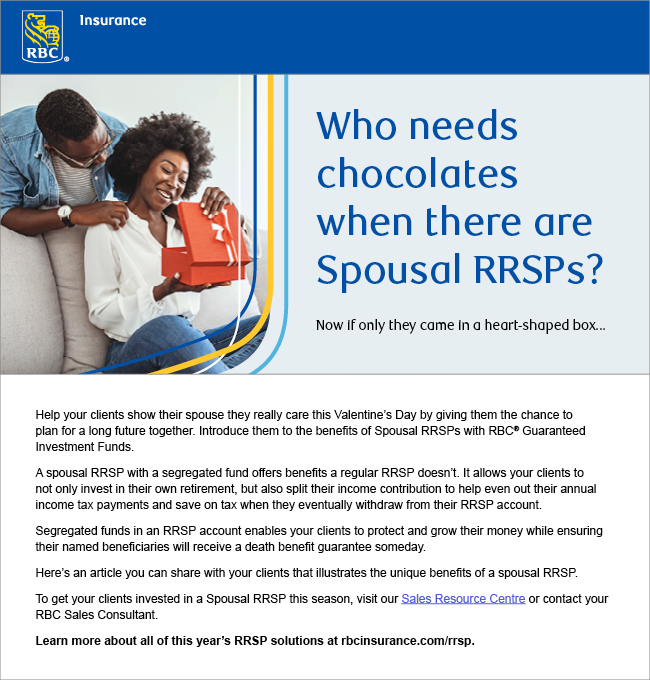 Insurance
RBC®
Who needs
chocolates
when there are
Spousal RRSPs?
Now if only they came in a heart-shaped box...
Help your clients show their spouse they really care this Valentine’s Day by giving them the chance to
plan for a long future together. Introduce them to the benefits of Spousal RRSPs with RBC® Guaranteed
Investment Funds.
A spousal RRSP with a segregated fund offers benefits a regular RRSP doesn’t. It allows your clients to
not only invest in their own retirement, but also split their income contribution to help even out their annual
income tax payments and save on tax when they eventually withdraw from their RRSP account.
Segregated funds in an RRSP account enables your clients to protect and grow their money while ensuring
their named beneficiaries will receive a death benefit guarantee someday.
Here’s an article you can share with your clients that illustrates the unique benefits of a spousal RRSP.
To get your clients invested in a Spousal RRSP this season, visit our Sales Resource Centre or contact your
RBC Sales Consultant.
Learn more about all of this year’s RRSP solutions at rbcinsurance.com/rrsp.